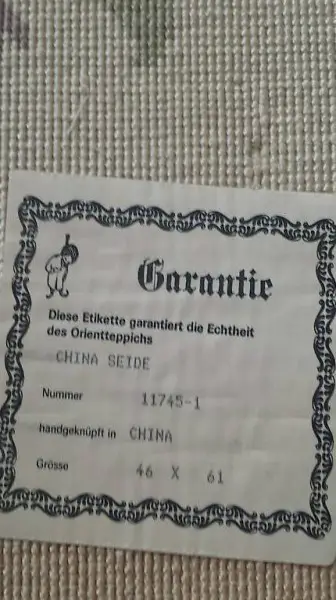 Garantie
Diese Etikette garantiert die Echtheit
des Orientteppichs
CHINA SEIDE
Nummer 11745-1
handgeknüpft in CHINA
Grösse 46 X 61